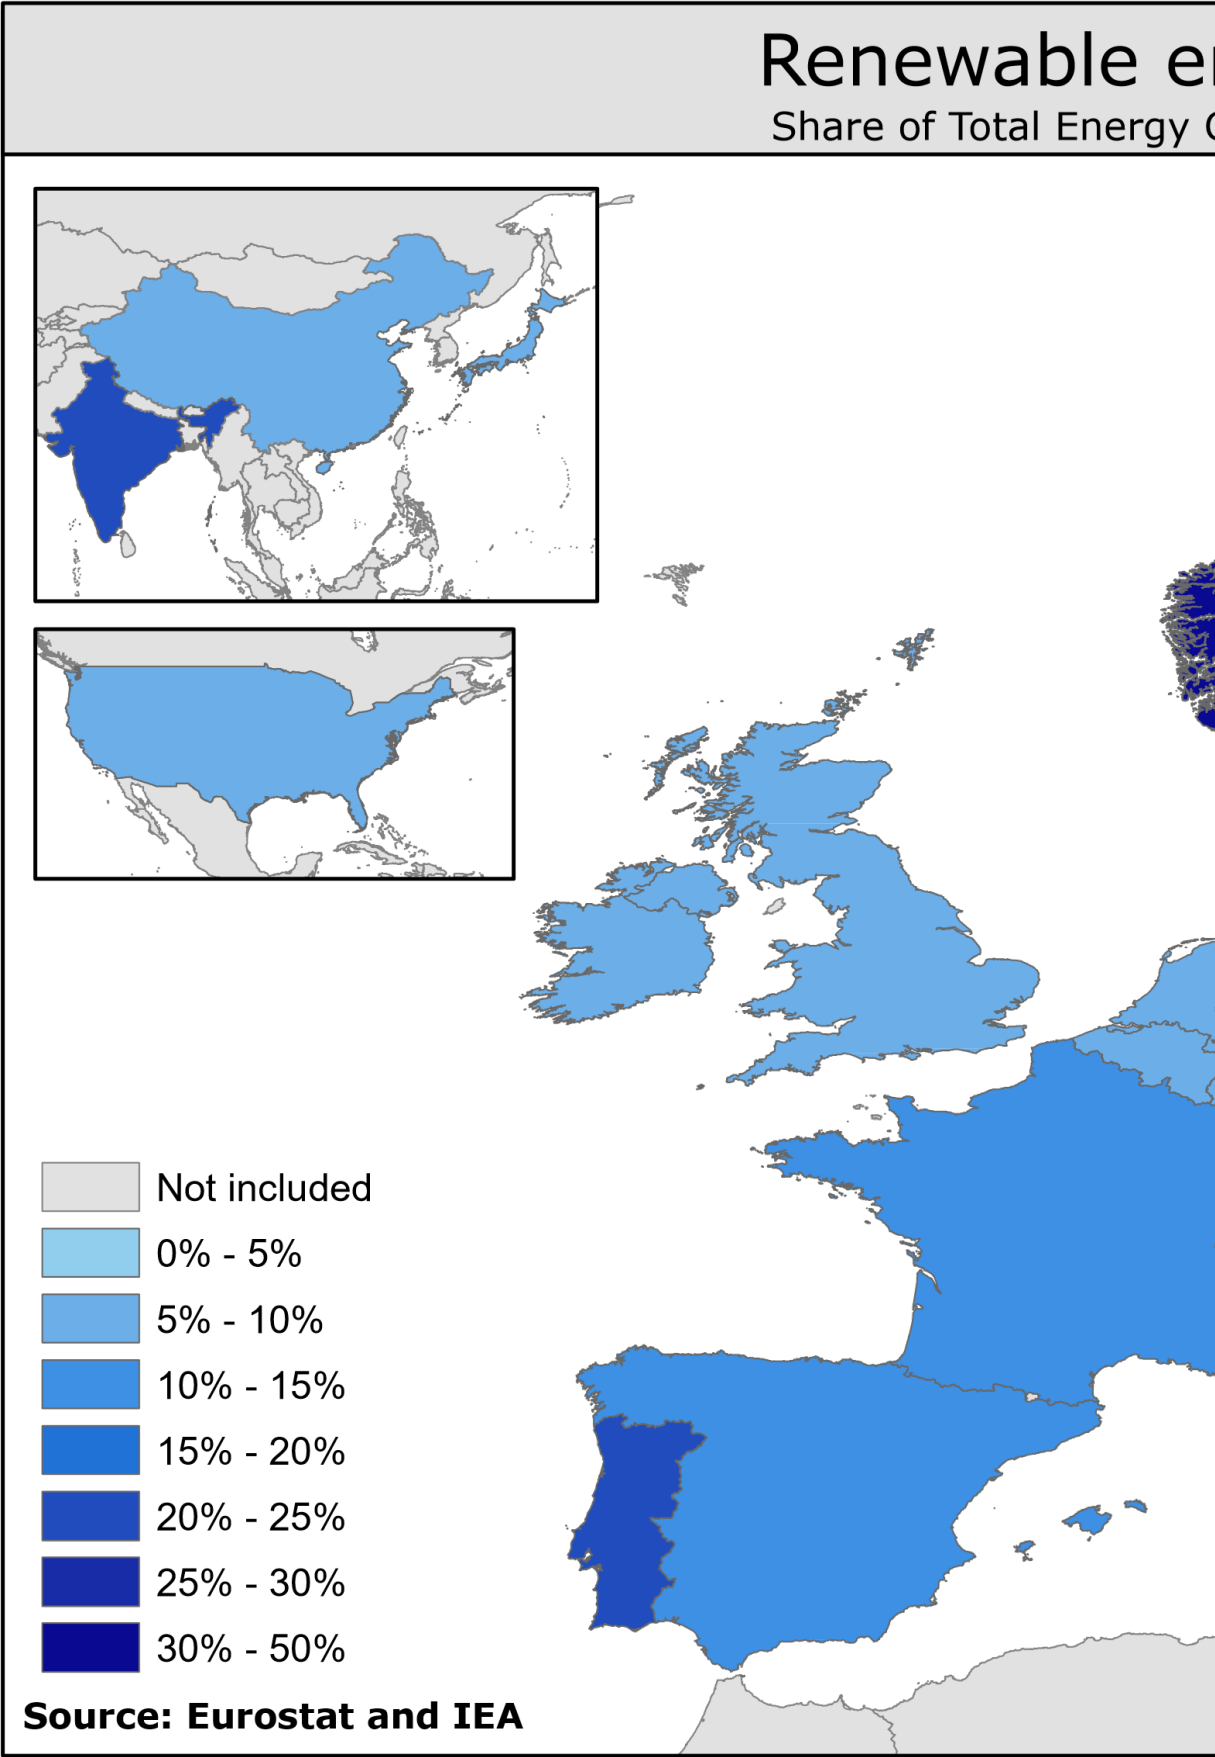 Renewable e
Share of Total Energy
Not included
0% - 5%
5% - 10%
10% - 15%
15% - 20%
20% - 25%
25% - 30%
30% - 50%
Source: Eurostat and IEA